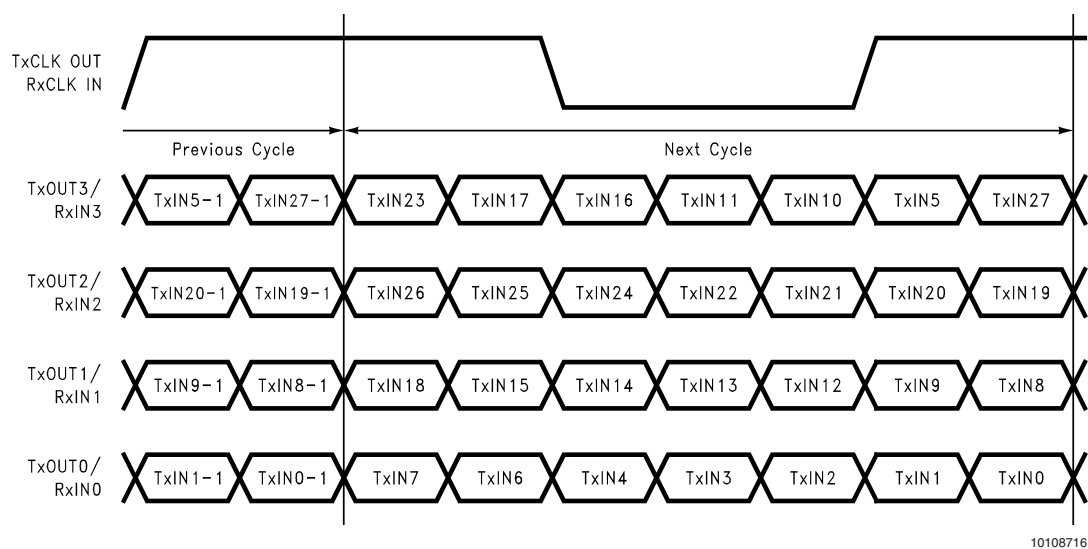 TxCLK OUT
RxCLK IN
Previous Cycle
Next Cycle
TxOUT3/
RxIN3
TxIN5-1 TxIN27-1 TxIN23 TxIN17 TxIN16 TxIN11 TxIN10 TxIN5 TxIN27
TxOUT2/
RxIN2
TxIN20-1 TxIN19-1 TxIN26 TxIN25 TxIN24 TxIN22 TxIN21 TxIN20 TxIN19
TxOUT1/
RxIN1
TxIN9-1 TxIN8-1 TxIN18 TxIN15 TxIN14 TxIN13 TxIN12 TxIN9 TxIN8
TxOUT0/
RxIN0
TxIN1-1 TxIN0-1 TxIN7 TxIN6 TxIN4 TxIN3 TxIN2 TxIN1 TxIN0
10108716